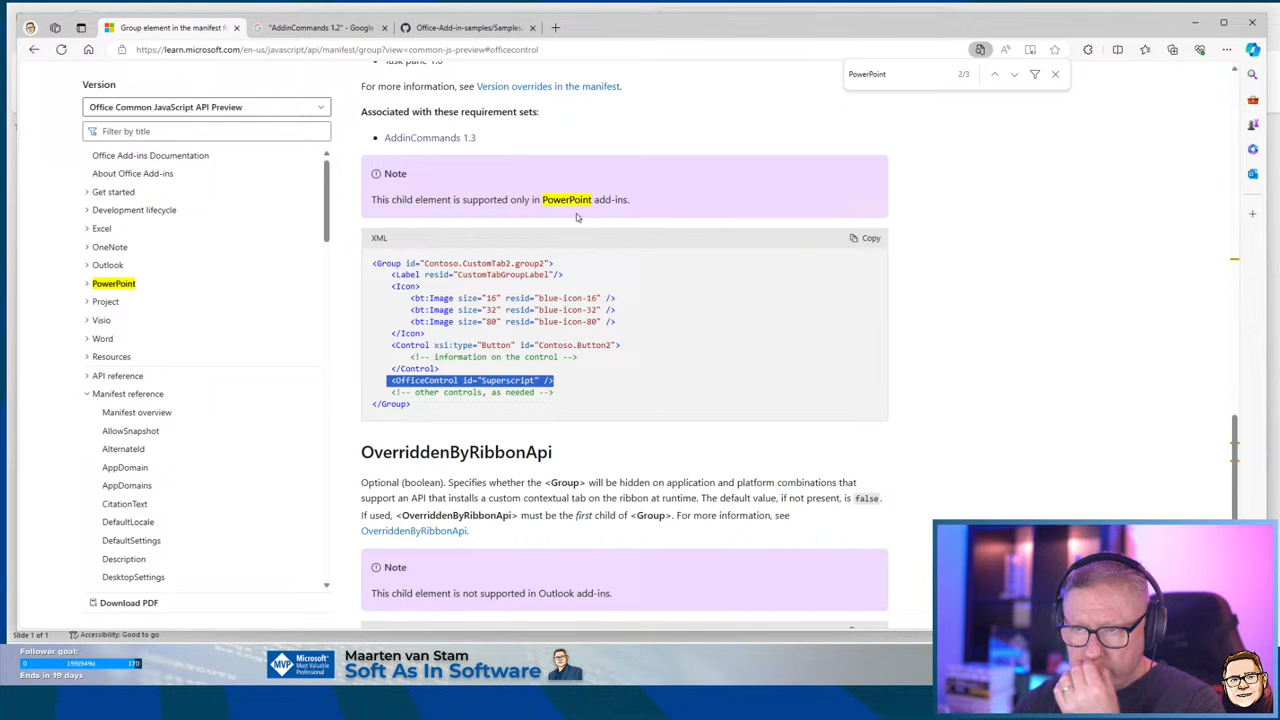 Group element in the manifest f
"AddinCommands 1.2" - Google
Office-Add-in-samples/Samples
https://learn.microsoft.com/en-us/javascript/api/manifest/group?view=common-js-preview#officecontrol
PowerPoint 2/3
Version
Office Common JavaScript API Preview
Filter by title
Office Add-ins Documentation
About Office Add-ins
Get started
Development lifecycle
Excel
OneNote
Outlook
PowerPoint
Project
Visio
Word
Resources
API reference
Manifest reference
Manifest overview
AllowSnapshot
AlternateId
AppDomain
AppDomains
CitationText
DefaultLocale
DefaultSettings
Description
DesktopSettings
Download PDF
For more information, see Version overrides in the manifest.
Associated with these requirement sets:
AddinCommands 1.3
Note
This child element is supported only in PowerPoint add-ins.
XML Copy
<Group id="Contoso.CustomTab2.group2">
<Label resid="CustomTabGroupLabel"/>
<Icon>
<bt:Image size="16" resid="blue-icon-16" />
<bt:Image size="32" resid="blue-icon-32" />
<bt:Image size="80" resid="blue-icon-80" />
</Icon>
<Control xsi:type="Button" id="Contoso.Button2">
<!-- information on the control -->
</Control>
<OfficeControl id="Superscript" />
<!-- other controls, as needed -->
</Group>
OverriddenByRibbonApi
Optional (boolean). Specifies whether the <Group> will be hidden on application and platform combinations that
support an API that installs a custom contextual tab on the ribbon at runtime. The default value, if not present, is false.
If used, <OverriddenByRibbonApi> must be the first child of <Group>. For more information, see
OverriddenByRibbonApi.
Note
This child element is not supported in Outlook add-ins.
Slide 1 of 1 Accessibility: Good to go
Follower goal:
0 159(94%) 170
Ends in 19 days
MVP Microsoft Most Valuable Professional
Maarten van Stam
Soft As In Software